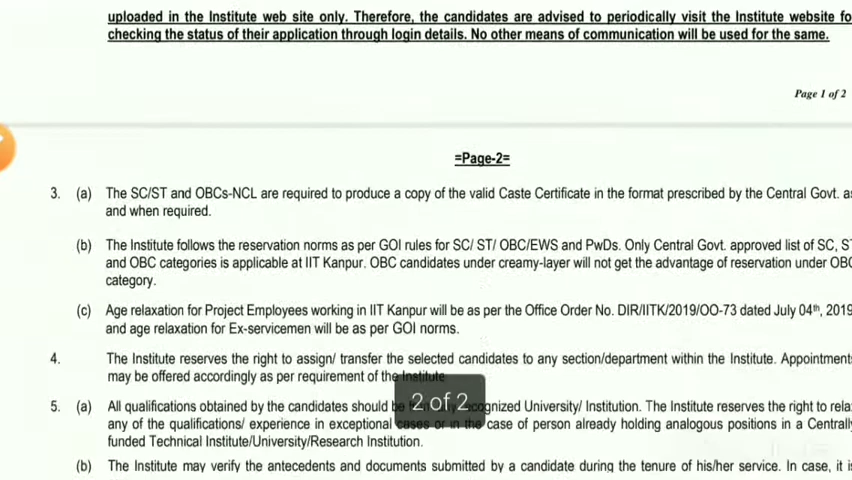 uploaded in the Institute web site only. Therefore, the candidates are advised to periodically visit the Institute website fo
checking the status of their application through login details. No other means of communication will be used for the same.
Page 1 of 2
=Page-2=
3. (a) The SC/ST and OBCs-NCL are required to produce a copy of the valid Caste Certificate in the format prescribed by the Central Govt. a
and when required.
(b) The Institute follows the reservation norms as per GOI rules for SC/ ST/ OBC/EWS and PwDs. Only Central Govt. approved list of SC, S
and OBC categories is applicable at IIT Kanpur. OBC candidates under creamy-layer will not get the advantage of reservation under OBC
category.
(c) Age relaxation for Project Employees working in IIT Kanpur will be as per the Office Order No. DIR/IITK/2019/OO-73 dated July 04th, 2019
and age relaxation for Ex-servicemen will be as per GOI norms.
4. The Institute reserves the right to assign/ transfer the selected candidates to any section/department within the Institute. Appointment
may be offered accordingly as per requirement of the Institute
2 of 2
5. (a) All qualifications obtained by the candidates should University/ Institution. The Institute reserves the right to rela
any of the qualifications/ experience in exceptional cases or in the case of person already holding analogous positions in a Centrall
funded Technical Institute/University/Research Institution.
(b) The Institute may verify the antecedents and documents submitted by a candidate during the tenure of his/her service. In case, it i